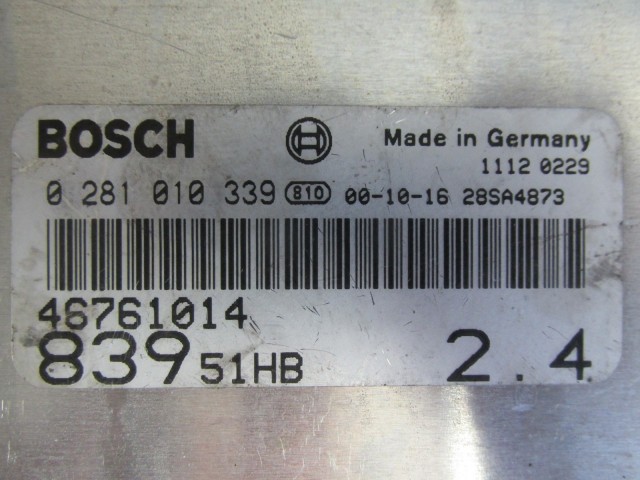 BOSCH Made in Germany
1112 0229
0 281 010 339 810 00-10-16 28SA4873
46761014
839 51HB 2.4